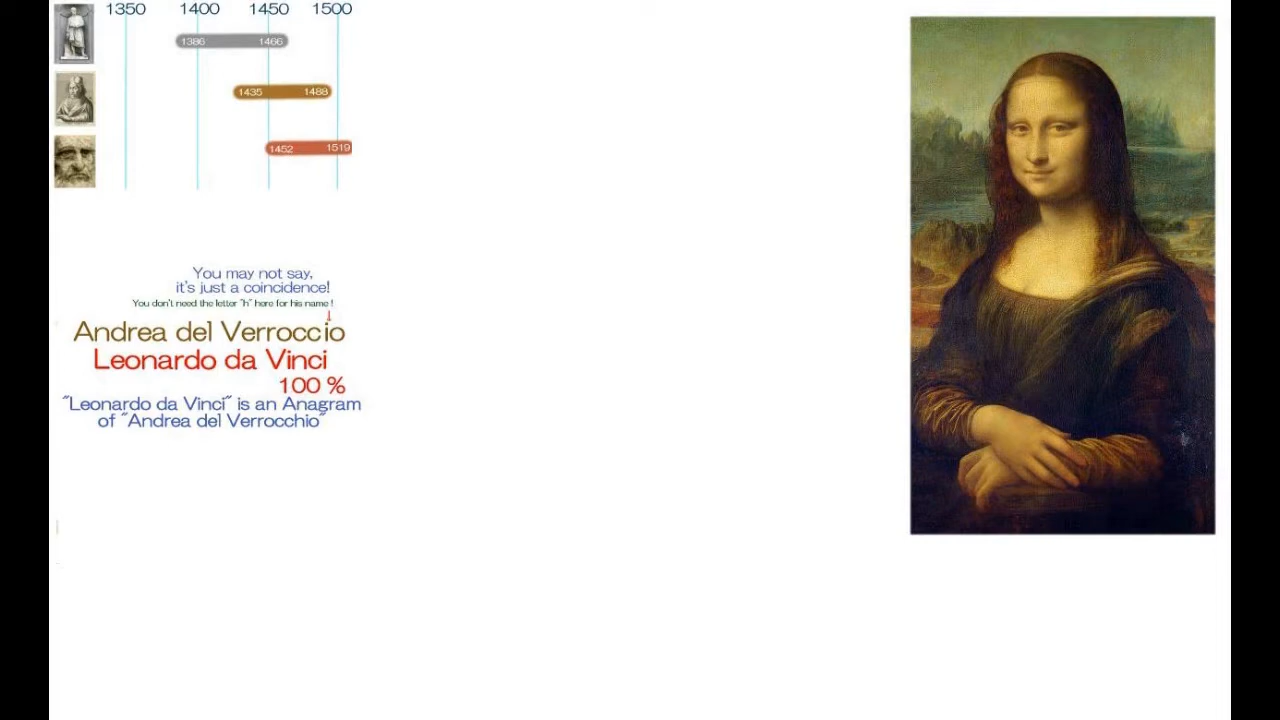 1350 1400 1450 1500
1386 1466
1435 1488
1452 1519
You may not say,
it's just a coincidence!
You don't need the letter "h" here for his name !
Andrea del Verroccio
Leonardo da Vinci
100 %
"Leonardo da Vinci" is an Anagram
of "Andrea del Verrocchio"